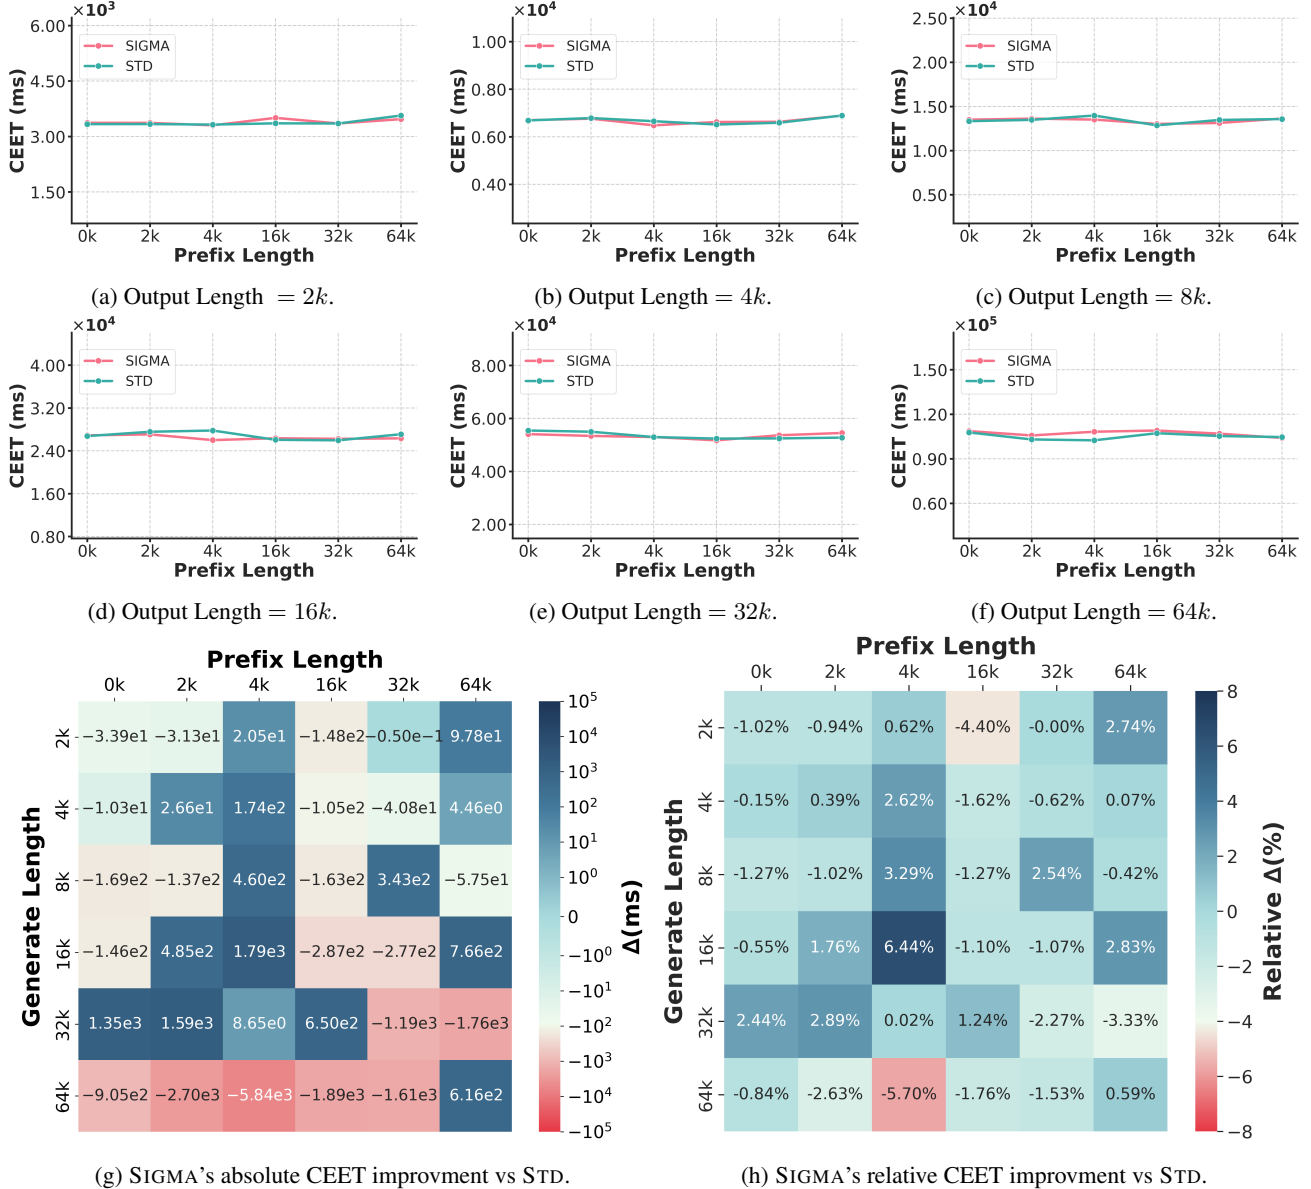 ×10³
6.00
4.50
3.00
1.50
CEET (ms)
SIGMA
STD
0k 2k 4k 16k 32k 64k
Prefix Length
(a) Output Length = 2k.
×10⁴
1.00
0.80
0.60
0.40
CEET (ms)
SIGMA
STD
0k 2k 4k 16k 32k 64k
Prefix Length
(b) Output Length = 4k.
×10⁴
2.50
2.00
1.50
1.00
0.50
CEET (ms)
SIGMA
STD
0k 2k 4k 16k 32k 64k
Prefix Length
(c) Output Length = 8k.
×10⁴
4.00
3.20
2.40
1.60
0.80
CEET (ms)
SIGMA
STD
0k 2k 4k 16k 32k 64k
Prefix Length
(d) Output Length = 16k.
×10⁴
8.00
6.00
4.00
2.00
CEET (ms)
SIGMA
STD
0k 2k 4k 16k 32k 64k
Prefix Length
(e) Output Length = 32k.
×10⁵
1.50
1.20
0.90
0.60
CEET (ms)
SIGMA
STD
0k 2k 4k 16k 32k 64k
Prefix Length
(f) Output Length = 64k.
Prefix Length
0k 2k 4k 16k 32k 64k
Generate Length
2k −3.39e1 −3.13e1 2.05e1 −1.48e2 −0.50e−1 9.78e1
4k −1.03e1 2.66e1 1.74e2 −1.05e2 −4.08e1 4.46e0
8k −1.69e2 −1.37e2 4.60e2 −1.63e2 3.43e2 −5.75e1
16k −1.46e2 4.85e2 1.79e3 −2.87e2 −2.77e2 7.66e2
32k 1.35e3 1.59e3 8.65e0 6.50e2 −1.19e3 −1.76e3
64k −9.05e2 −2.70e3 −5.84e3 −1.89e3 −1.61e3 6.16e2
10⁵
10⁴
10³
10²
10¹
10⁰
0
−10⁰
−10¹
−10²
−10³
−10⁴
−10⁵
Δ(ms)
(g) SIGMA's absolute CEET improvment vs STD.
Prefix Length
0k 2k 4k 16k 32k 64k
Generate Length
2k -1.02% -0.94% 0.62% -4.40% -0.00% 2.74%
4k -0.15% 0.39% 2.62% -1.62% -0.62% 0.07%
8k -1.27% -1.02% 3.29% -1.27% 2.54% -0.42%
16k -0.55% 1.76% 6.44% -1.10% -1.07% 2.83%
32k 2.44% 2.89% 0.02% 1.24% -2.27% -3.33%
64k -0.84% -2.63% -5.70% -1.76% -1.53% 0.59%
8
6
4
2
0
−2
−4
−6
−8
Relative Δ(%)
(h) SIGMA's relative CEET improvment vs STD.